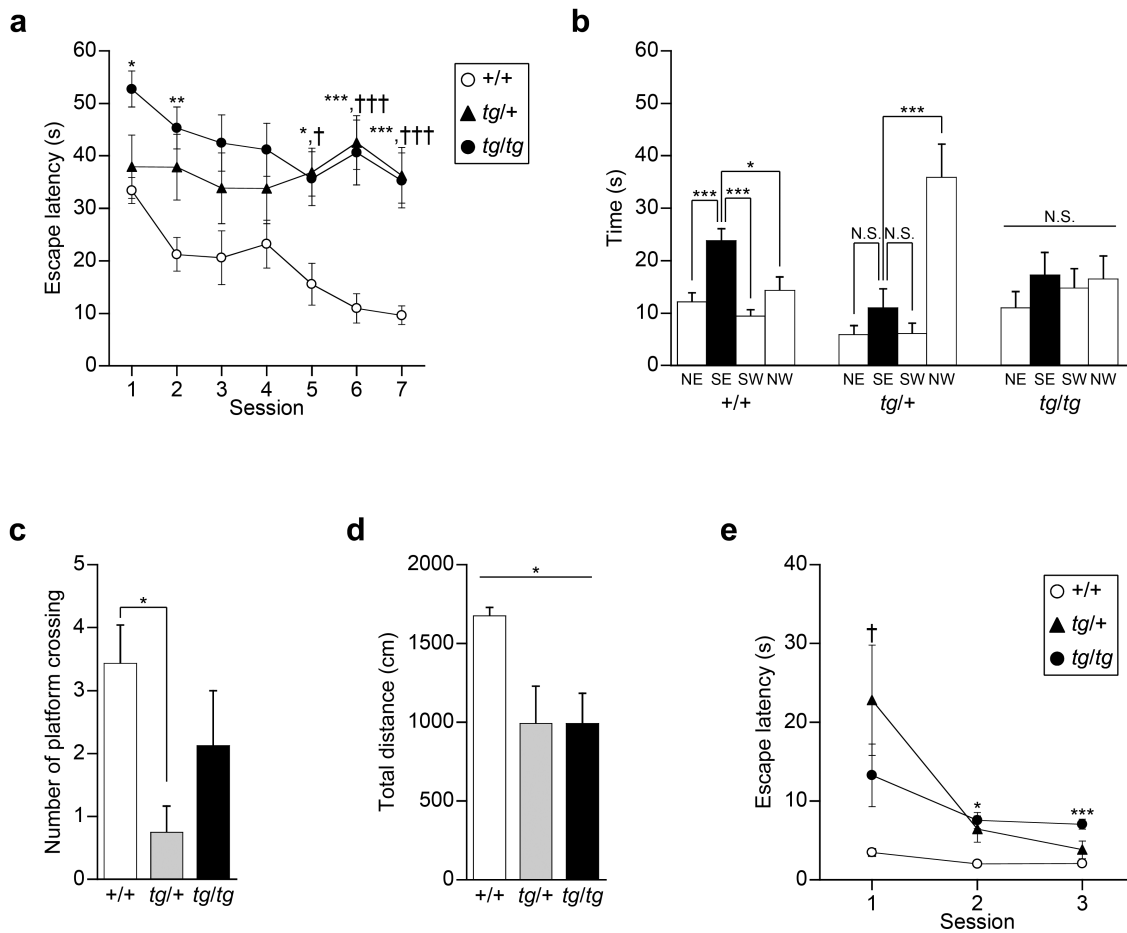 a
60
50
40
30
20
10
0
Escape latency (s)
* ** *,† ***,††† ***,†††
1 2 3 4 5 6 7
Session
+/+
tg/+
tg/tg
b
60
50
40
30
20
10
0
Time (s)
*** *** *
N.S. N.S. ***
N.S.
NE SE SW NW NE SE SW NW NE SE SW NW
+/+ tg/+ tg/tg
c
5
4
3
2
1
0
Number of platform crossing
*
+/+ tg/+ tg/tg
d
2000
1500
1000
500
0
Total distance (cm)
*
+/+ tg/+ tg/tg
e
40
30
20
10
0
Escape latency (s)
† * ***
1 2 3
Session
+/+
tg/+
tg/tg